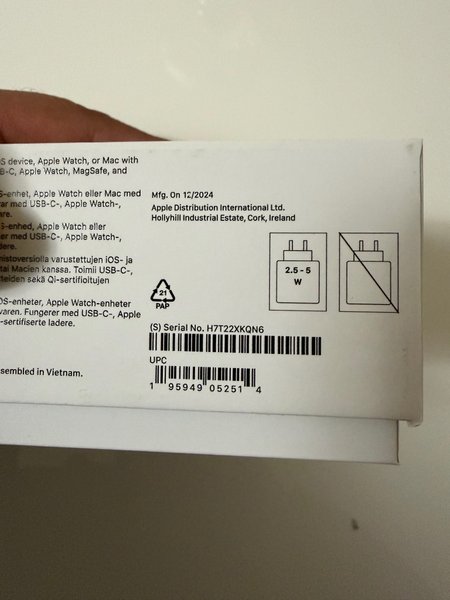 S device, Apple Watch, or Mac with
B-C, Apple Watch, MagSafe, and
S-enhet, Apple Watch eller Mac med
rar med USB-C-, Apple Watch-,
are.
S-enhed, Apple Watch eller
er med USB-C-, Apple Watch-,
dere.
mistoversiolla varustettujen iOS- ja
tai Macien kanssa. Toimii USB-C-,
tteiden sekä Qi-sertifioitujen
OS-enheter, Apple Watch-enheter
varen. Fungerer med USB-C-, Apple
-sertifiserte ladere.
ssembled in Vietnam.
Mfg. On 12/2024
Apple Distribution International Ltd.
Hollyhill Industrial Estate, Cork, Ireland
2.5 - 5
W
21
PAP
(S) Serial No. H7T22XKQN6
UPC
1 95949 05251 4